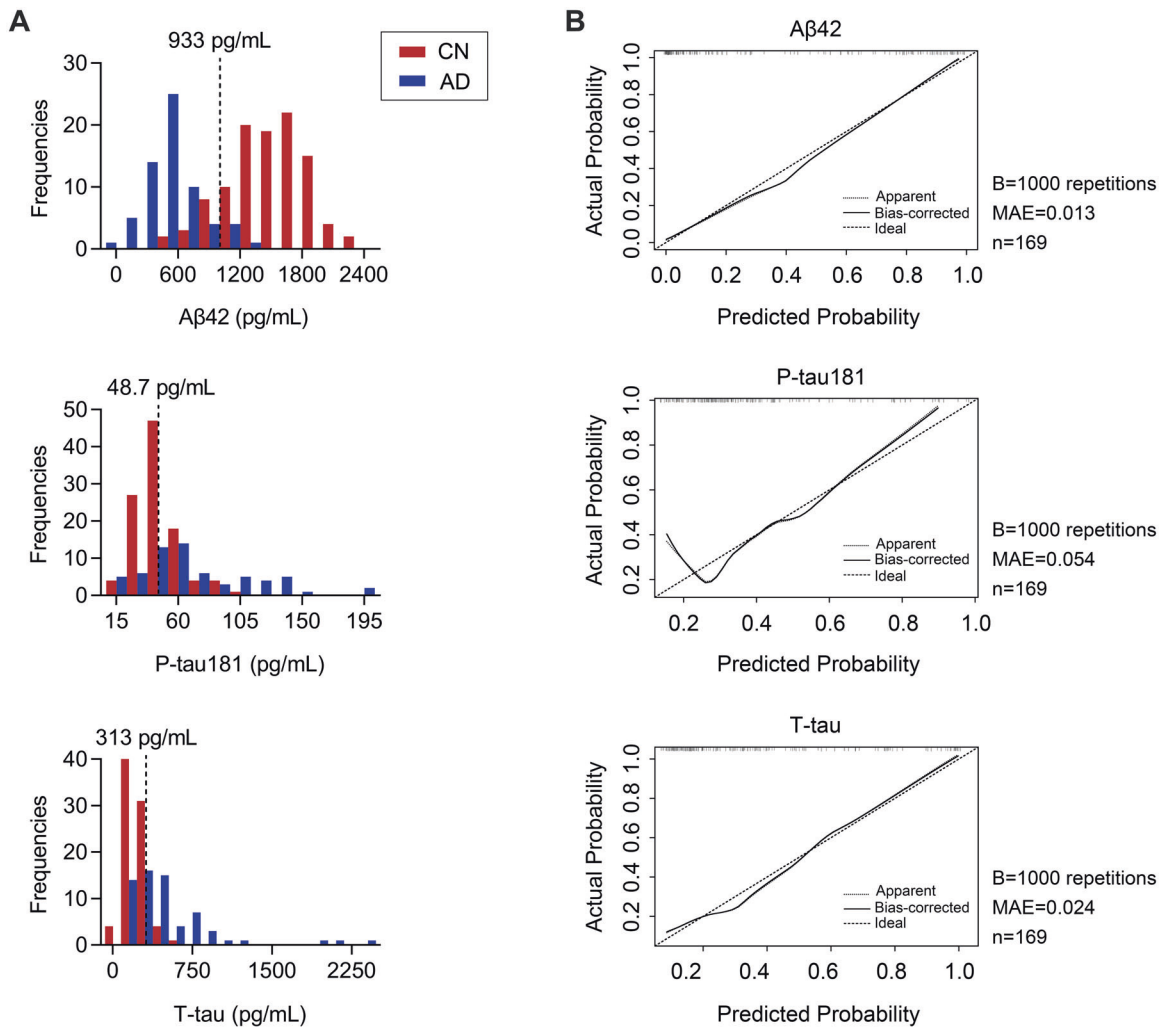 A
933 pg/mL
CN
AD
30
20
10
0
Frequencies
0 600 1200 1800 2400
Aβ42 (pg/mL)
48.7 pg/mL
50
40
30
20
10
0
Frequencies
15 60 105 150 195
P-tau181 (pg/mL)
313 pg/mL
40
30
20
10
0
Frequencies
0 750 1500 2250
T-tau (pg/mL)
B
Aβ42
1.0
0.8
0.6
0.4
0.2
0.0
Actual Probability
Apparent
Bias-corrected
Ideal
B=1000 repetitions
MAE=0.013
n=169
0.0 0.2 0.4 0.6 0.8 1.0
Predicted Probability
P-tau181
1.0
0.8
0.6
0.4
0.2
Actual Probability
Apparent
Bias-corrected
Ideal
B=1000 repetitions
MAE=0.054
n=169
0.2 0.4 0.6 0.8 1.0
Predicted Probability
T-tau
1.0
0.8
0.6
0.4
0.2
Actual Probability
Apparent
Bias-corrected
Ideal
B=1000 repetitions
MAE=0.024
n=169
0.2 0.4 0.6 0.8 1.0
Predicted Probability